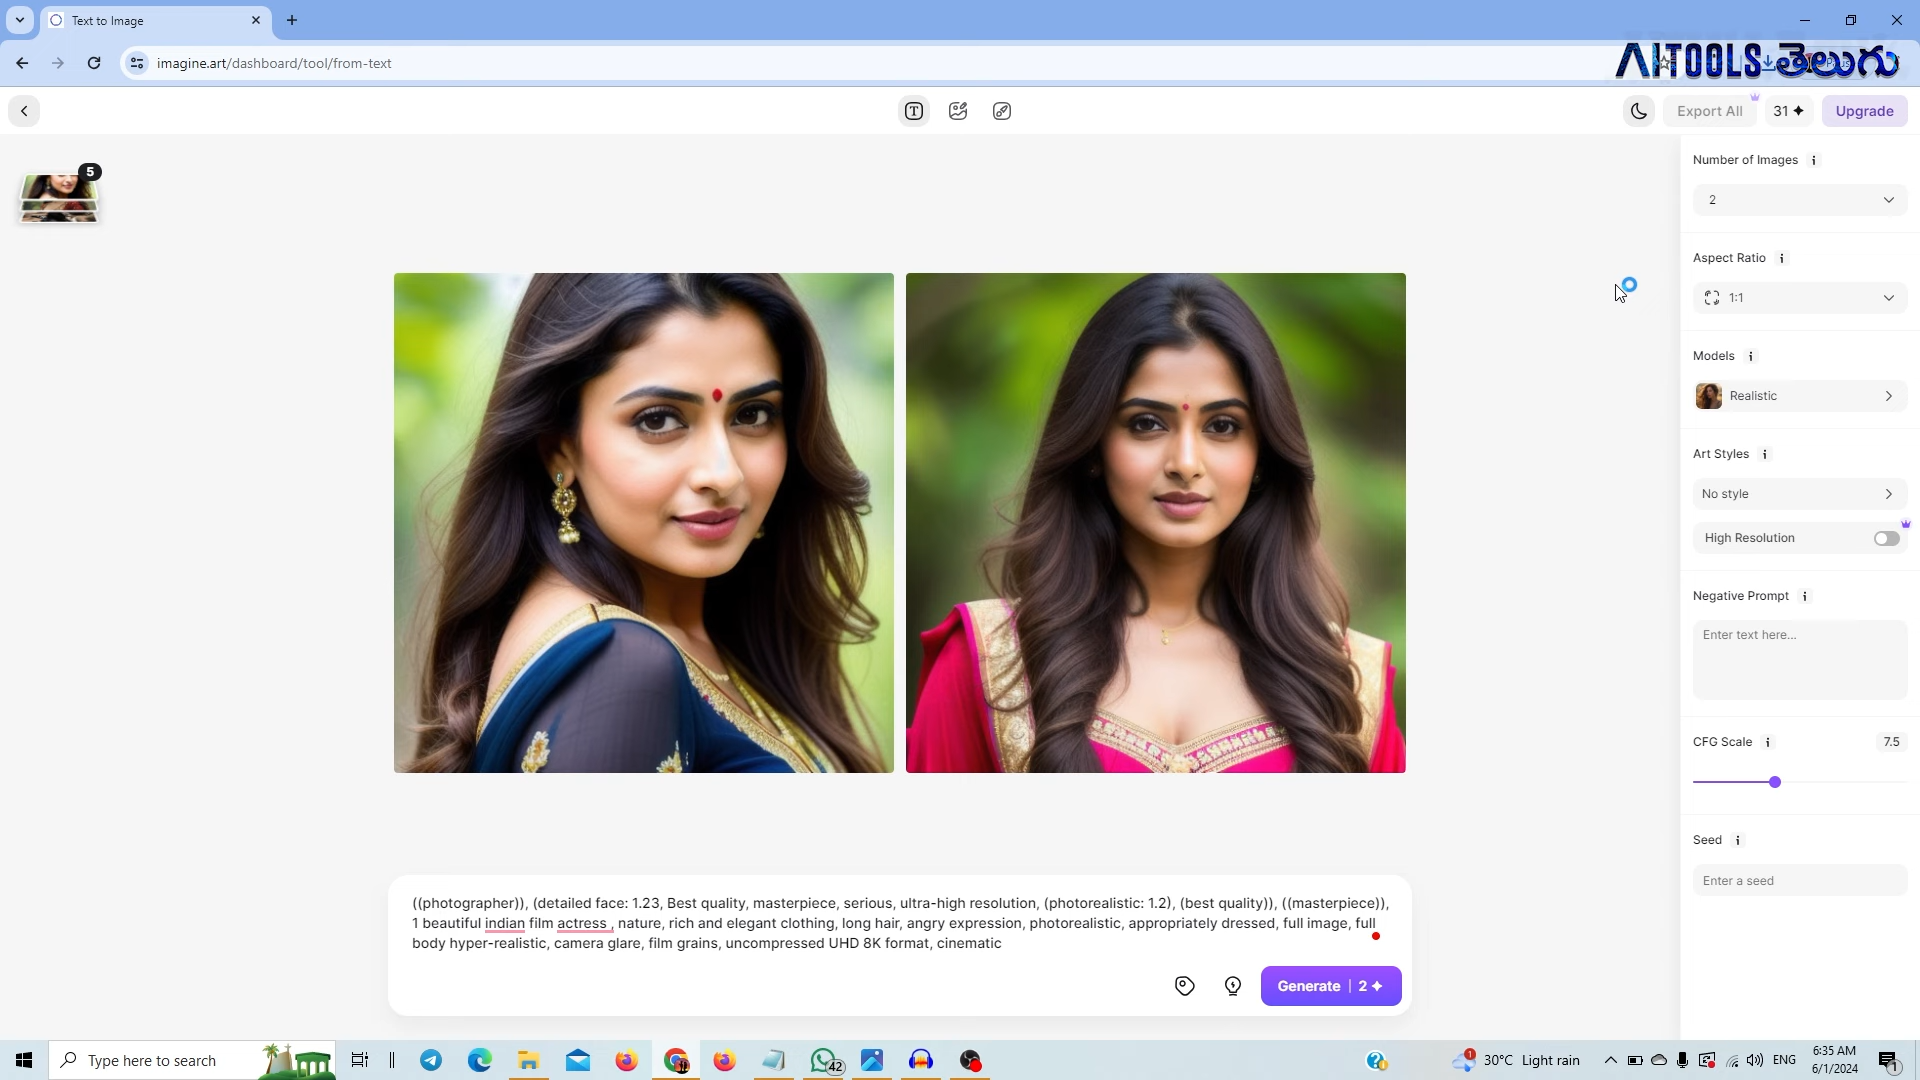 Text to Image
imagine.art/dashboard/tool/from-text
AI TOOLS తెలుగు
Export All
31
Upgrade
5
Number of Images
2
Aspect Ratio
1:1
Models
Realistic
Art Styles
No style
High Resolution
Negative Prompt
Enter text here...
CFG Scale
7.5
Seed
Enter a seed
((photographer)), (detailed face: 1.23, Best quality, masterpiece, serious, ultra-high resolution, (photorealistic: 1.2), (best quality)), ((masterpiece)),
1 beautiful indian film actress , nature, rich and elegant clothing, long hair, angry expression, photorealistic, appropriately dressed, full image, full
body hyper-realistic, camera glare, film grains, uncompressed UHD 8K format, cinematic
Generate | 2
Type here to search
42
1
30°C Light rain
ENG
6:35 AM
6/1/2024
1